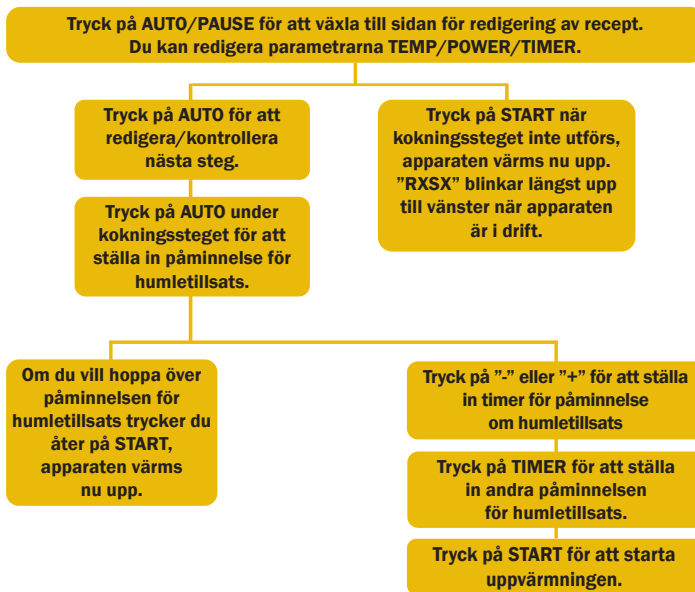 Tryck på AUTO/PAUSE för att växla till sidan för redigering av recept.
Du kan redigera parametrarna TEMP/POWER/TIMER.
Tryck på AUTO för att
redigera/kontrollera
nästa steg.
Tryck på START när
kokningssteget inte utförs,
apparaten värms nu upp.
”RXSX” blinkar längst upp
till vänster när apparaten
är i drift.
Tryck på AUTO under
kokningssteget för att
ställa in påminnelse för
humletillsats.
Om du vill hoppa över
påminnelsen för
humletillsats trycker du
åter på START,
apparaten värms
nu upp.
Tryck på ”-” eller ”+” för att ställa
in timer för påminnelse
om humletillsats
Tryck på TIMER för att ställa
in andra påminnelsen
för humletillsats.
Tryck på START för att starta
uppvärmningen.